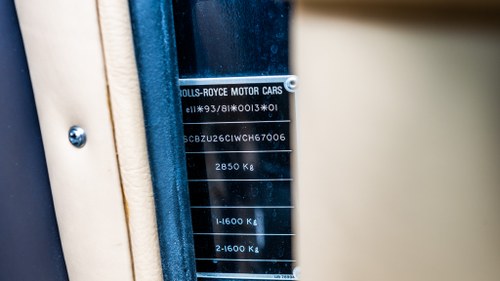 ROLLS-ROYCE MOTOR CARS
e11*93/81*0013*01
SCBZU26C1WCH67006
2850 Kg
1-1600 Kg
2-1600 Kg